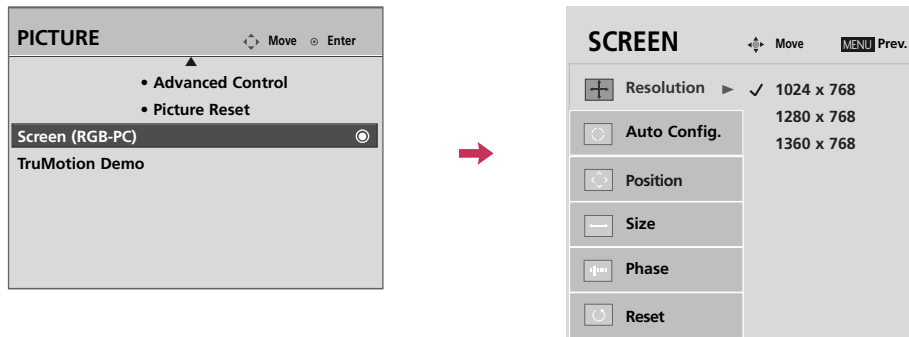 PICTURE Move Enter
• Advanced Control
• Picture Reset
Screen (RGB-PC)
TruMotion Demo
SCREEN Move MENU Prev.
Resolution ► ✓ 1024 x 768
1280 x 768
1360 x 768
Auto Config.
Position
Size
Phase
Reset